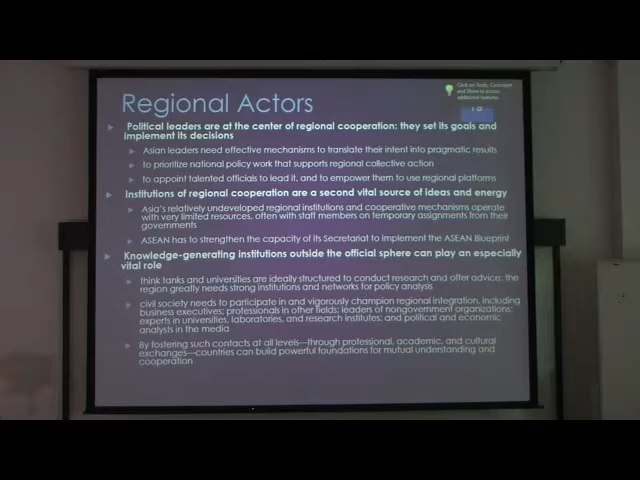 Click on Tools, Comment
and Share to access
additional features.
Regional Actors
Political leaders are at the center of regional cooperation: they set its goals and
implement its decisions
Asian leaders need effective mechanisms to translate their intent into pragmatic results
to prioritize national policy work that supports regional collective action
to appoint talented officials to lead it, and to empower them to use regional platforms
Institutions of regional cooperation are a second vital source of ideas and energy
Asia's relatively undeveloped regional institutions and cooperative mechanisms operate
with very limited resources, often with staff members on temporary assignments from their
governments
ASEAN has to strengthen the capacity of its Secretariat to implement the ASEAN Blueprint
Knowledge-generating institutions outside the official sphere can play an especially
vital role
think tanks and universities are ideally structured to conduct research and offer advice: the
region greatly needs strong institutions and networks for policy analysis
civil society needs to participate in and vigorously champion regional integration, including
business executives; professionals in other fields; leaders of nongovernment organizations;
experts in universities, laboratories, and research institutes; and political and economic
analysts in the media
By fostering such contacts at all levels—through professional, academic, and cultural
exchanges—countries can build powerful foundations for mutual understanding and
cooperation